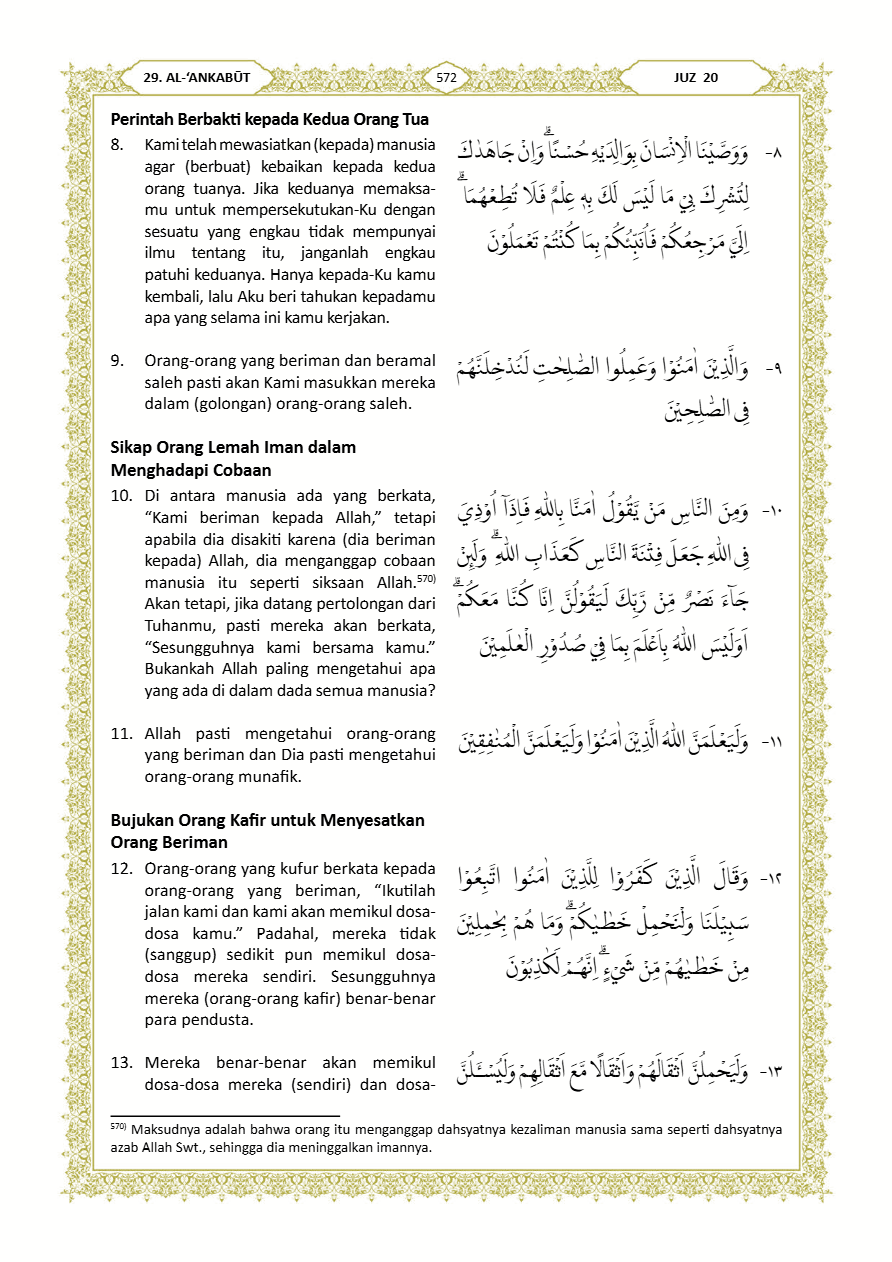 29. AL-‘ANKABŪT
572
JUZ 20
Perintah Berbakti kepada Kedua Orang Tua
8. Kami telah mewasiatkan (kepada) manusia
agar (berbuat) kebaikan kepada kedua
orang tuanya. Jika keduanya memaksa-
mu untuk mempersekutukan-Ku dengan
sesuatu yang engkau tidak mempunyai
ilmu tentang itu, janganlah engkau
patuhi keduanya. Hanya kepada-Ku kamu
kembali, lalu Aku beri tahukan kepadamu
apa yang selama ini kamu kerjakan.
٨- وَوَصَّيْنَا الْاِنْسَانَ بِوَالِدَيْهِ حُسْنًاۗ وَاِنْ جَاهَدٰكَ
لِتُشْرِكَ بِيْ مَا لَيْسَ لَكَ بِهٖ عِلْمٌ فَلَا تُطِعْهُمَاۗ
اِلَيَّ مَرْجِعُكُمْ فَاُنَبِّئُكُمْ بِمَا كُنْتُمْ تَعْمَلُوْنَ
9. Orang-orang yang beriman dan beramal
saleh pasti akan Kami masukkan mereka
dalam (golongan) orang-orang saleh.
٩- وَالَّذِيْنَ اٰمَنُوْا وَعَمِلُوا الصّٰلِحٰتِ لَنُدْخِلَنَّهُمْ
فِى الصّٰلِحِيْنَ
Sikap Orang Lemah Iman dalam
Menghadapi Cobaan
10. Di antara manusia ada yang berkata,
“Kami beriman kepada Allah,” tetapi
apabila dia disakiti karena (dia beriman
kepada) Allah, dia menganggap cobaan
manusia itu seperti siksaan Allah.570)
Akan tetapi, jika datang pertolongan dari
Tuhanmu, pasti mereka akan berkata,
“Sesungguhnya kami bersama kamu.”
Bukankah Allah paling mengetahui apa
yang ada di dalam dada semua manusia?
١٠- وَمِنَ النَّاسِ مَنْ يَّقُوْلُ اٰمَنَّا بِاللّٰهِ فَاِذَآ اُوْذِيَ
فِى اللّٰهِ جَعَلَ فِتْنَةَ النَّاسِ كَعَذَابِ اللّٰهِۗ وَلَىِٕنْ
جَاۤءَ نَصْرٌ مِّنْ رَّبِّكَ لَيَقُوْلُنَّ اِنَّا كُنَّا مَعَكُمْۗ
اَوَلَيْسَ اللّٰهُ بِاَعْلَمَ بِمَا فِيْ صُدُوْرِ الْعٰلَمِيْنَ
11. Allah pasti mengetahui orang-orang
yang beriman dan Dia pasti mengetahui
orang-orang munafik.
١١- وَلَيَعْلَمَنَّ اللّٰهُ الَّذِيْنَ اٰمَنُوْا وَلَيَعْلَمَنَّ الْمُنٰفِقِيْنَ
Bujukan Orang Kafir untuk Menyesatkan
Orang Beriman
12. Orang-orang yang kufur berkata kepada
orang-orang yang beriman, “Ikutilah
jalan kami dan kami akan memikul dosa-
dosa kamu.” Padahal, mereka tidak
(sanggup) sedikit pun memikul dosa-
dosa mereka sendiri. Sesungguhnya
mereka (orang-orang kafir) benar-benar
para pendusta.
١٢- وَقَالَ الَّذِيْنَ كَفَرُوْا لِلَّذِيْنَ اٰمَنُوا اتَّبِعُوْا
سَبِيْلَنَا وَلْنَحْمِلْ خَطٰيٰكُمْۗ وَمَا هُمْ بِحٰمِلِيْنَ
مِنْ خَطٰيٰهُمْ مِّنْ شَيْءٍۗ اِنَّهُمْ لَكٰذِبُوْنَ
13. Mereka benar-benar akan memikul
dosa-dosa mereka (sendiri) dan dosa-
١٣- وَلَيَحْمِلُنَّ اَثْقَالَهُمْ وَاَثْقَالًا مَّعَ اَثْقَالِهِمْ وَلَيُسْـَٔلُنَّ
570) Maksudnya adalah bahwa orang itu menganggap dahsyatnya kezaliman manusia sama seperti dahsyatnya
azab Allah Swt., sehingga dia meninggalkan imannya.